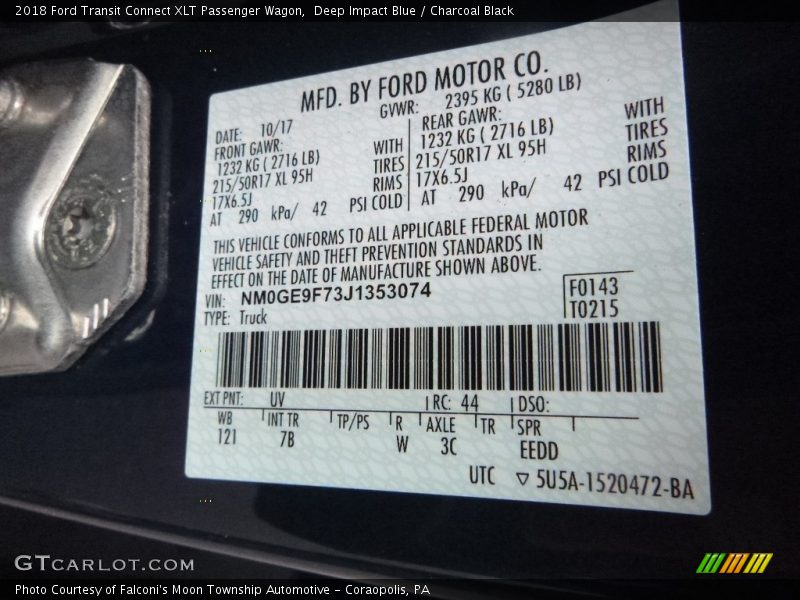 2018 Ford Transit Connect XLT Passenger Wagon,  Deep Impact Blue / Charcoal Black
MFD. BY FORD MOTOR CO.
DATE: 10/17 GVWR: 2395 KG ( 5280 LB)
FRONT GAWR: REAR GAWR:
1232 KG ( 2716 LB) WITH 1232 KG ( 2716 LB) WITH
215/50R17 XL 95H TIRES 215/50R17 XL 95H TIRES
17X6.5J RIMS 17X6.5J RIMS
AT 290 kPa/ 42 PSI COLD AT 290 kPa/ 42 PSI COLD
THIS VEHICLE CONFORMS TO ALL APPLICABLE FEDERAL MOTOR
VEHICLE SAFETY AND THEFT PREVENTION STANDARDS IN
EFFECT ON THE DATE OF MANUFACTURE SHOWN ABOVE.
VIN: NM0GE9F73J1353074 F0143
TYPE: Truck T0215
EXT PNT: UV RC: 44 DSO:
WB INT TR TP/PS R AXLE TR SPR
121 7B W 3C EEDD
UTC ▽ 5U5A-1520472-BA
GTCARLOT.COM
Photo Courtesy of Falconi's Moon Township Automotive - Coraopolis, PA